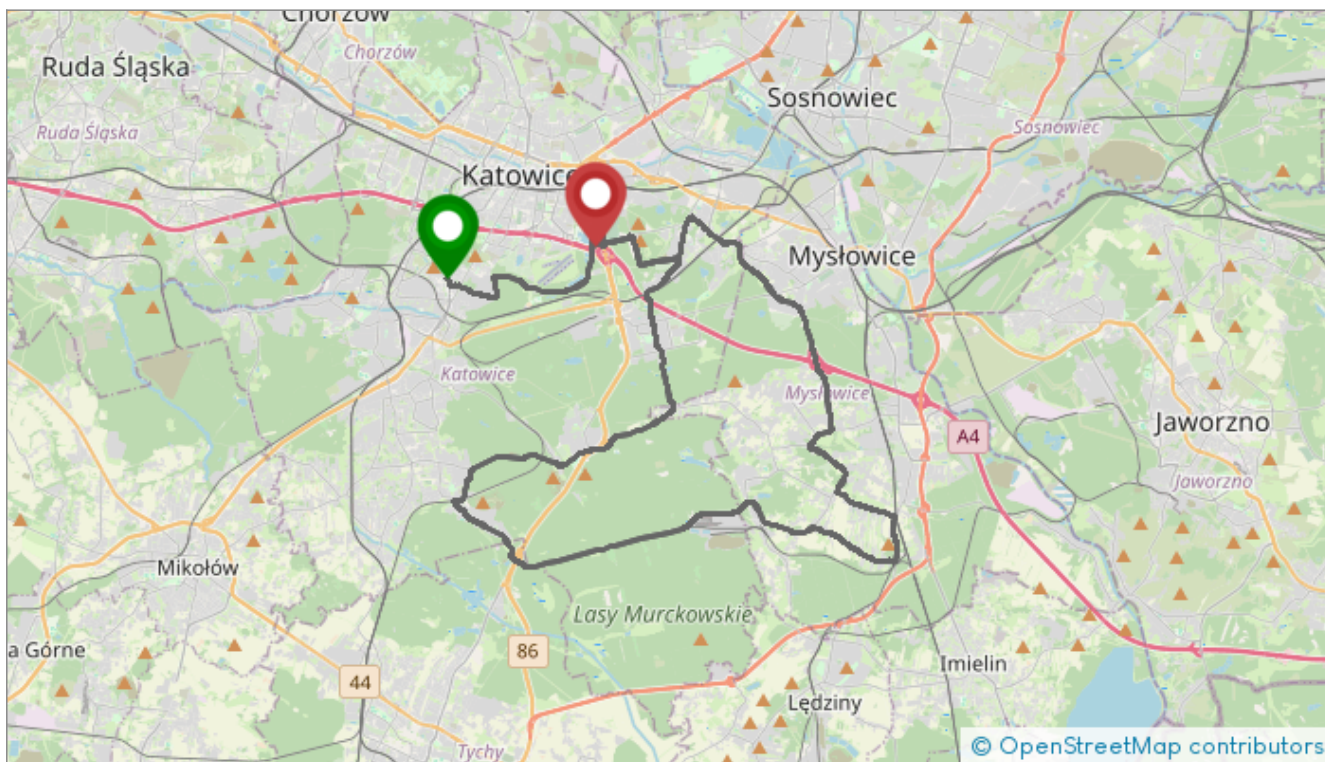 Chorzów
Chorzów
Ruda Śląska
Ruda Śląska
Sosnowiec
Sosnowiec
Katowice
Mysłowice
Katowice
Mysłowice
Jaworzno
A4
Jaworzno
Mikołów
Lasy Murckowskie
a Górne
86
Imielin
44
Lędziny
Tychy
© OpenStreetMap contributors